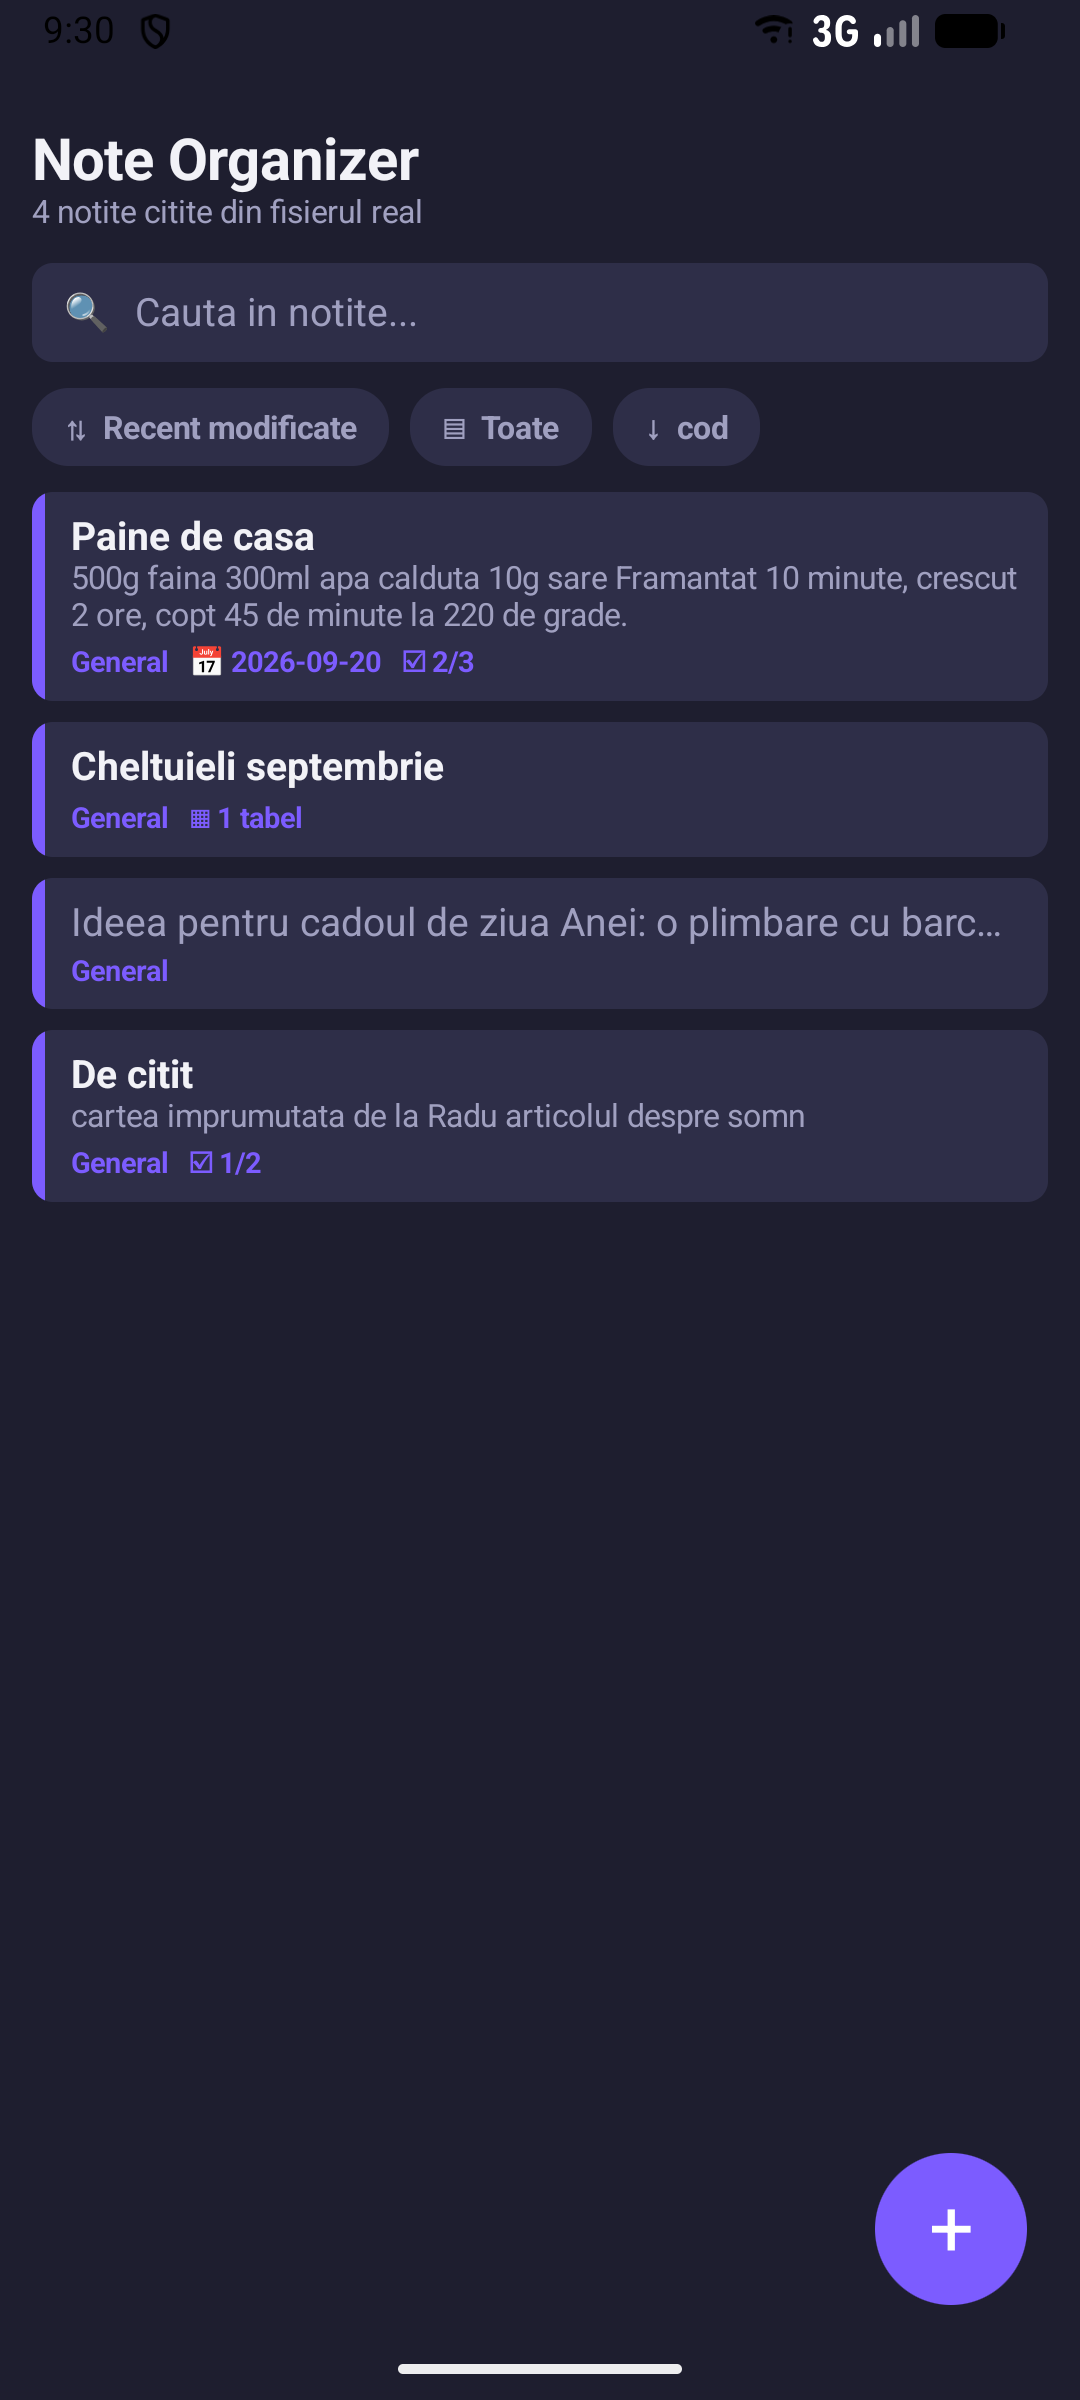 9:30
3G
Note Organizer
4 notite citite din fisierul real
🔍 Cauta in notite...
⇅ Recent modificate ▤ Toate ↓ cod
Paine de casa
500g faina 300ml apa calduta 10g sare Framantat 10 minute, crescut
2 ore, copt 45 de minute la 220 de grade.
General 📅 2026-09-20 ☑ 2/3
Cheltuieli septembrie
General ▦ 1 tabel
Ideea pentru cadoul de ziua Anei: o plimbare cu barc...
General
De citit
cartea imprumutata de la Radu articolul despre somn
General ☑ 1/2
+